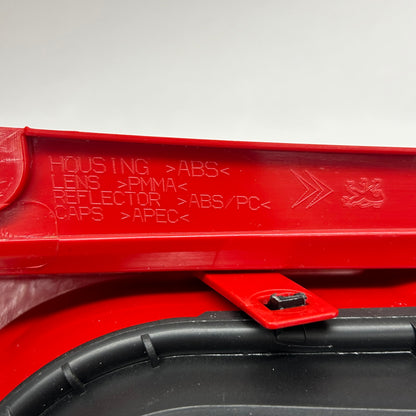 HOUSING >ABS<
LENS >PMMA<
REFLECTOR >ABS/PC<
CAPS >APEC<